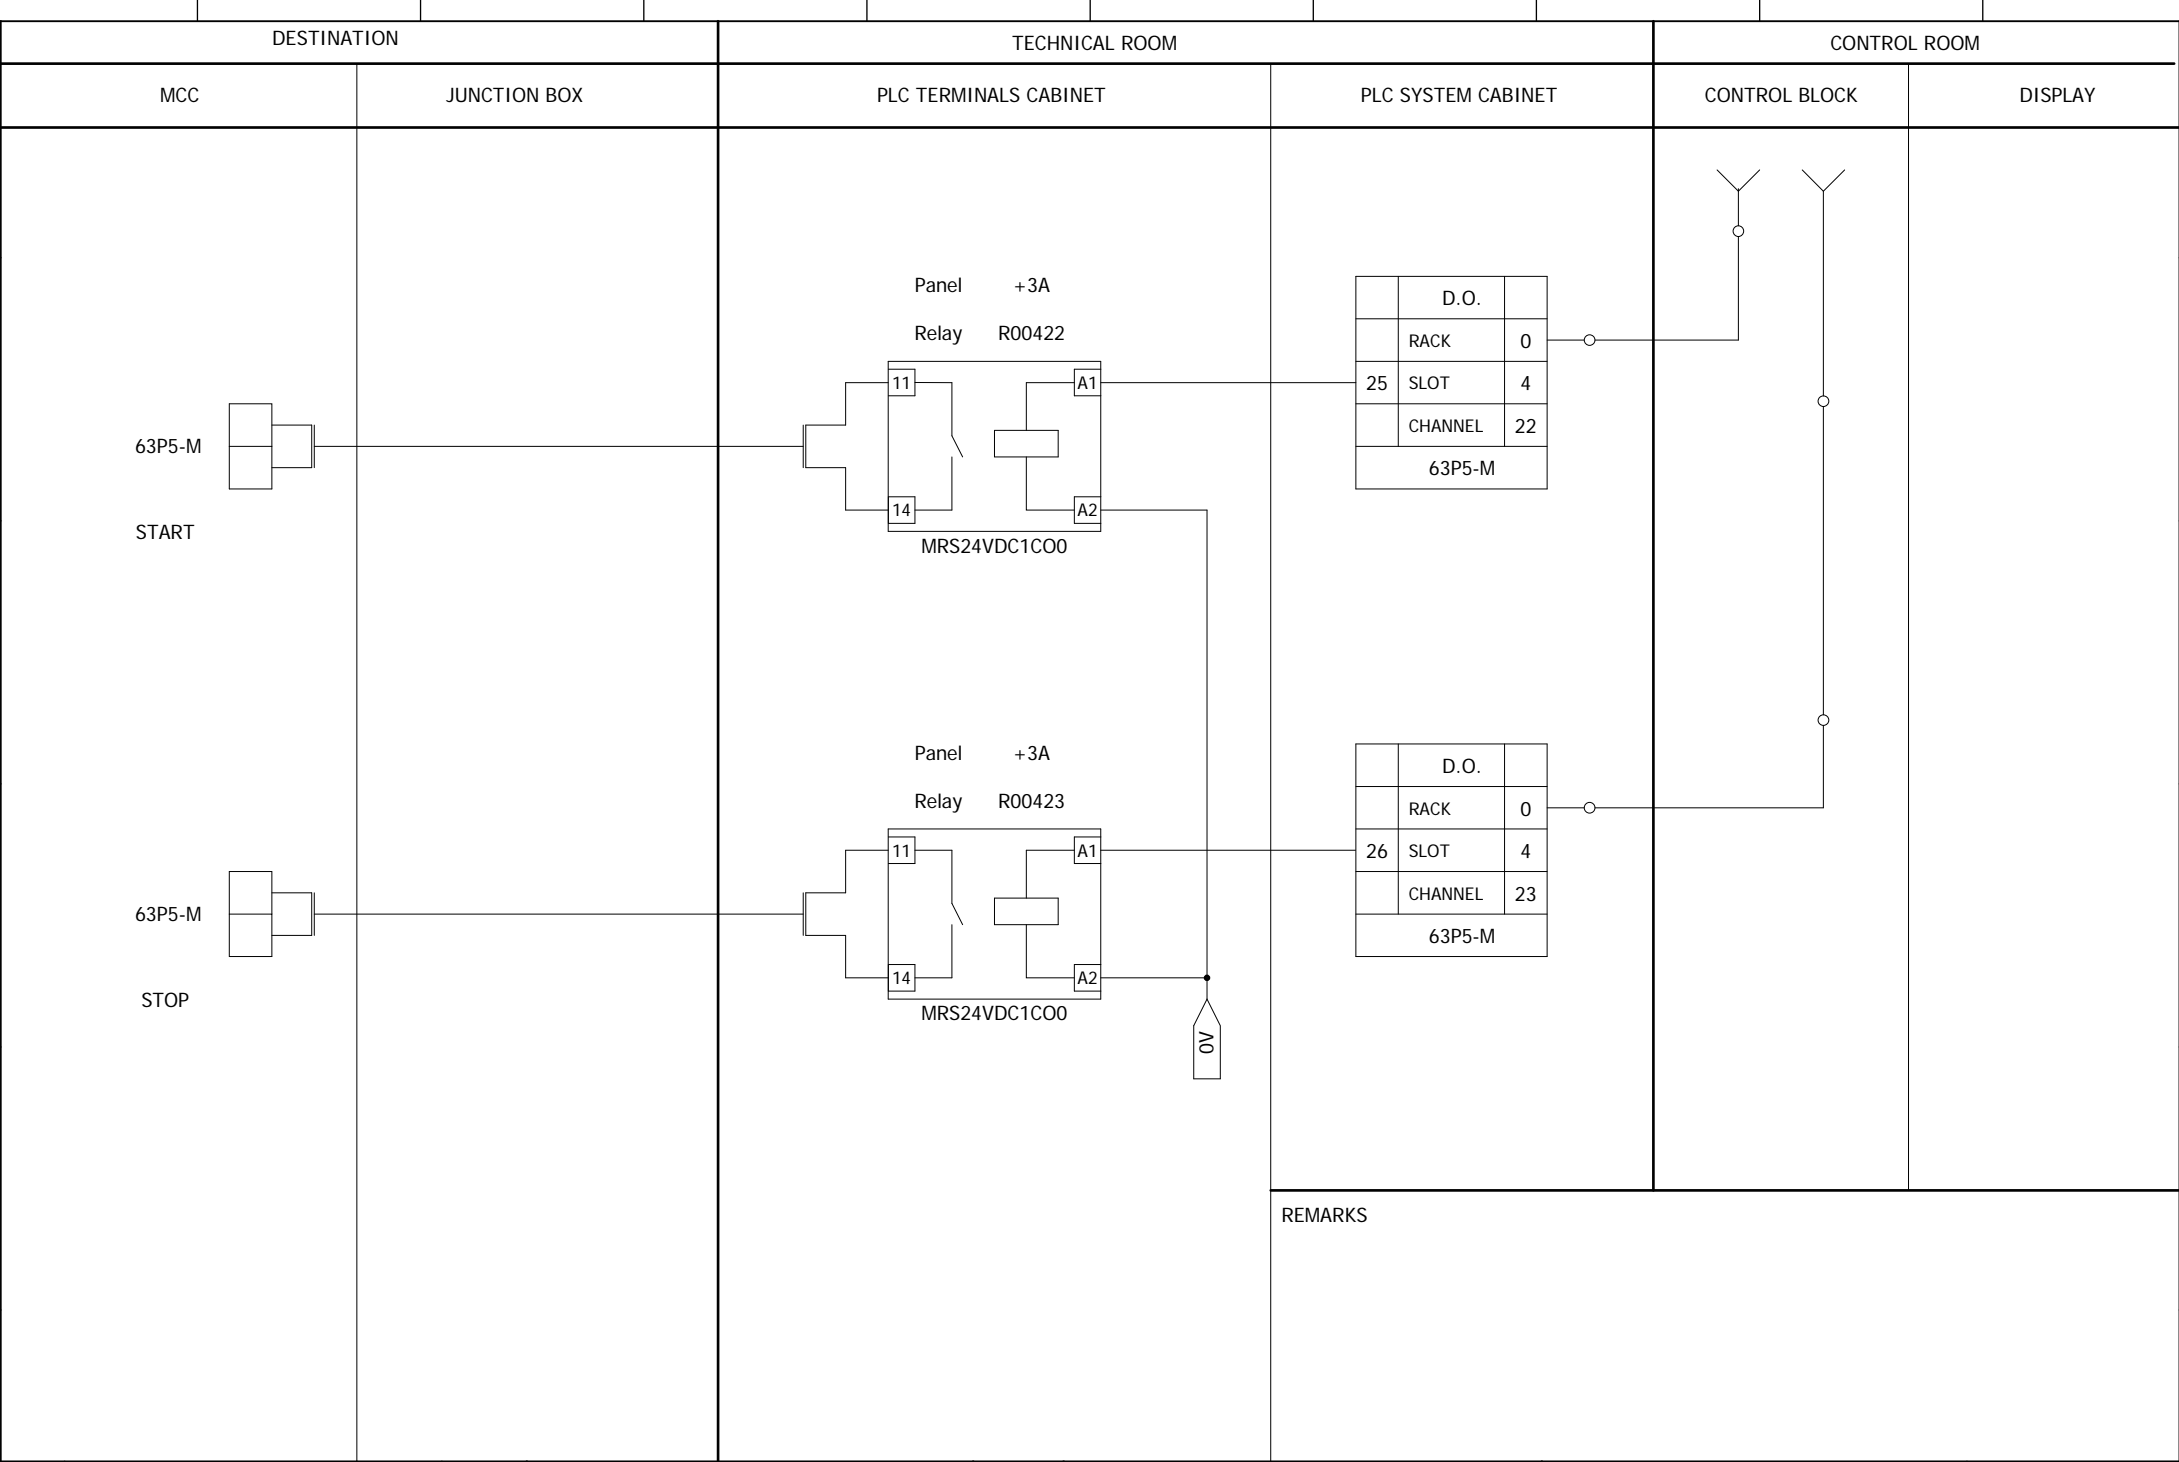 DESTINATION TECHNICAL ROOM CONTROL ROOM
MCC JUNCTION BOX PLC TERMINALS CABINET PLC SYSTEM CABINET CONTROL BLOCK DISPLAY
Panel +3A
Relay R00422
D.O.
RACK 0
11 A1 25 SLOT 4
CHANNEL 22
63P5-M
63P5-M
14 A2
START
MRS24VDC1CO0
Panel +3A
Relay R00423
D.O.
RACK 0
11 A1 26 SLOT 4
CHANNEL 23
63P5-M
63P5-M
14 A2
STOP
MRS24VDC1CO0
0V
REMARKS